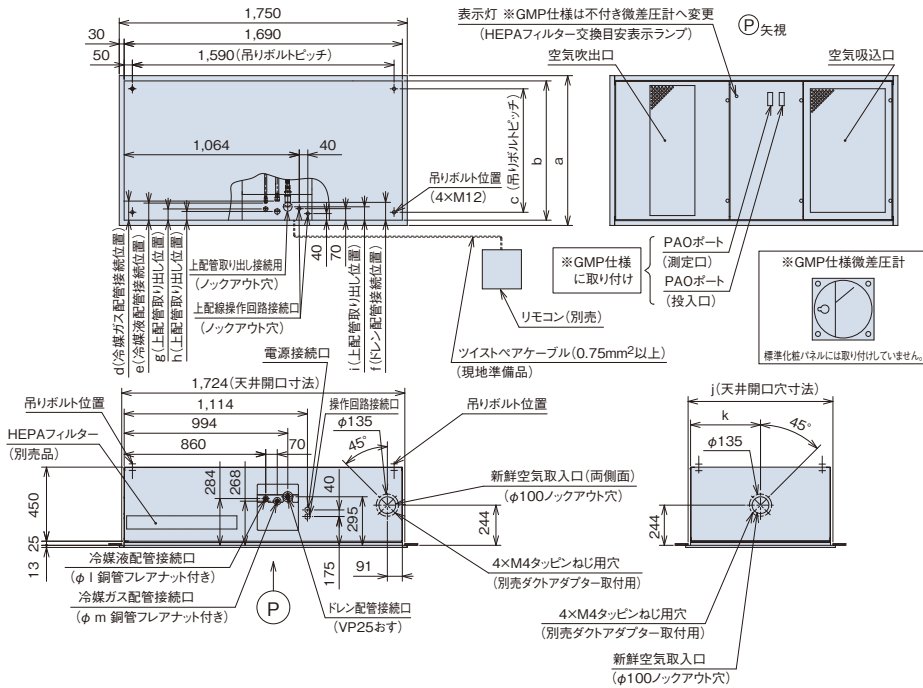 1,750
30
1,690
50
1,590(吊りボルトピッチ)
1,064
40
吊りボルト位置
(4×M12)
c(吊りボルトピッチ)
b
a
40
70
d(冷媒ガス配管接続位置)
e(冷媒液配管接続位置)
g(上配管取り出し位置)
h(上配管取り出し位置)
上配管取り出し接続用
(ノックアウト穴)
上配線操作回路接続口
(ノックアウト穴)
i(上配管取り出し位置)
f(ドレン配管接続位置)
リモコン(別売)
ツイストペアケーブル(0.75mm²以上)
(現地準備品)
表示灯 ※GMP仕様は不付き微差圧計へ変更
(HEPAフィルター交換目安表示ランプ)
P矢視
空気吹出口
空気吸込口
※GMP仕様
に取り付け
PAOポート
(測定口)
PAOポート
(投入口)
※GMP仕様微差圧計
標準化粧パネルには取り付けしていません。
電源接続口
1,724(天井開口寸法)
吊りボルト位置
1,114
操作回路接続口
吊りボルト位置
HEPAフィルター
(別売品)
994
φ135
860
70
45°
284
268
40
295
新鮮空気取入口(両側面)
(φ100ノックアウト穴)
450
25
13
244
175
91
冷媒液配管接続口
(φ l 銅管フレアナット付き)
冷媒ガス配管接続口
(φ m 銅管フレアナット付き)
P
ドレン配管接続口
(VP25おす)
4×M4タッピンねじ用穴
(別売ダクトアダプター取付用)
j(天井開口穴寸法)
k
45°
φ135
244
4×M4タッピンねじ用穴
(別売ダクトアダプター取付用)
新鮮空気取入口
(φ100ノックアウト穴)